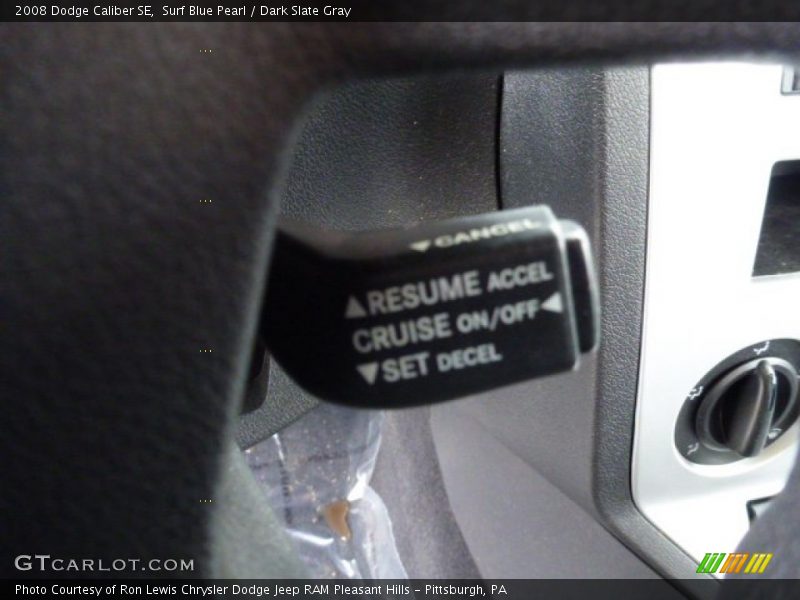 2008 Dodge Caliber SE,  Surf Blue Pearl / Dark Slate Gray
▼CANCEL
▲RESUME ACCEL
CRUISE ON/OFF◀
▼SET DECEL
GTCARLOT.COM
Photo Courtesy of Ron Lewis Chrysler Dodge Jeep RAM Pleasant Hills – Pittsburgh, PA